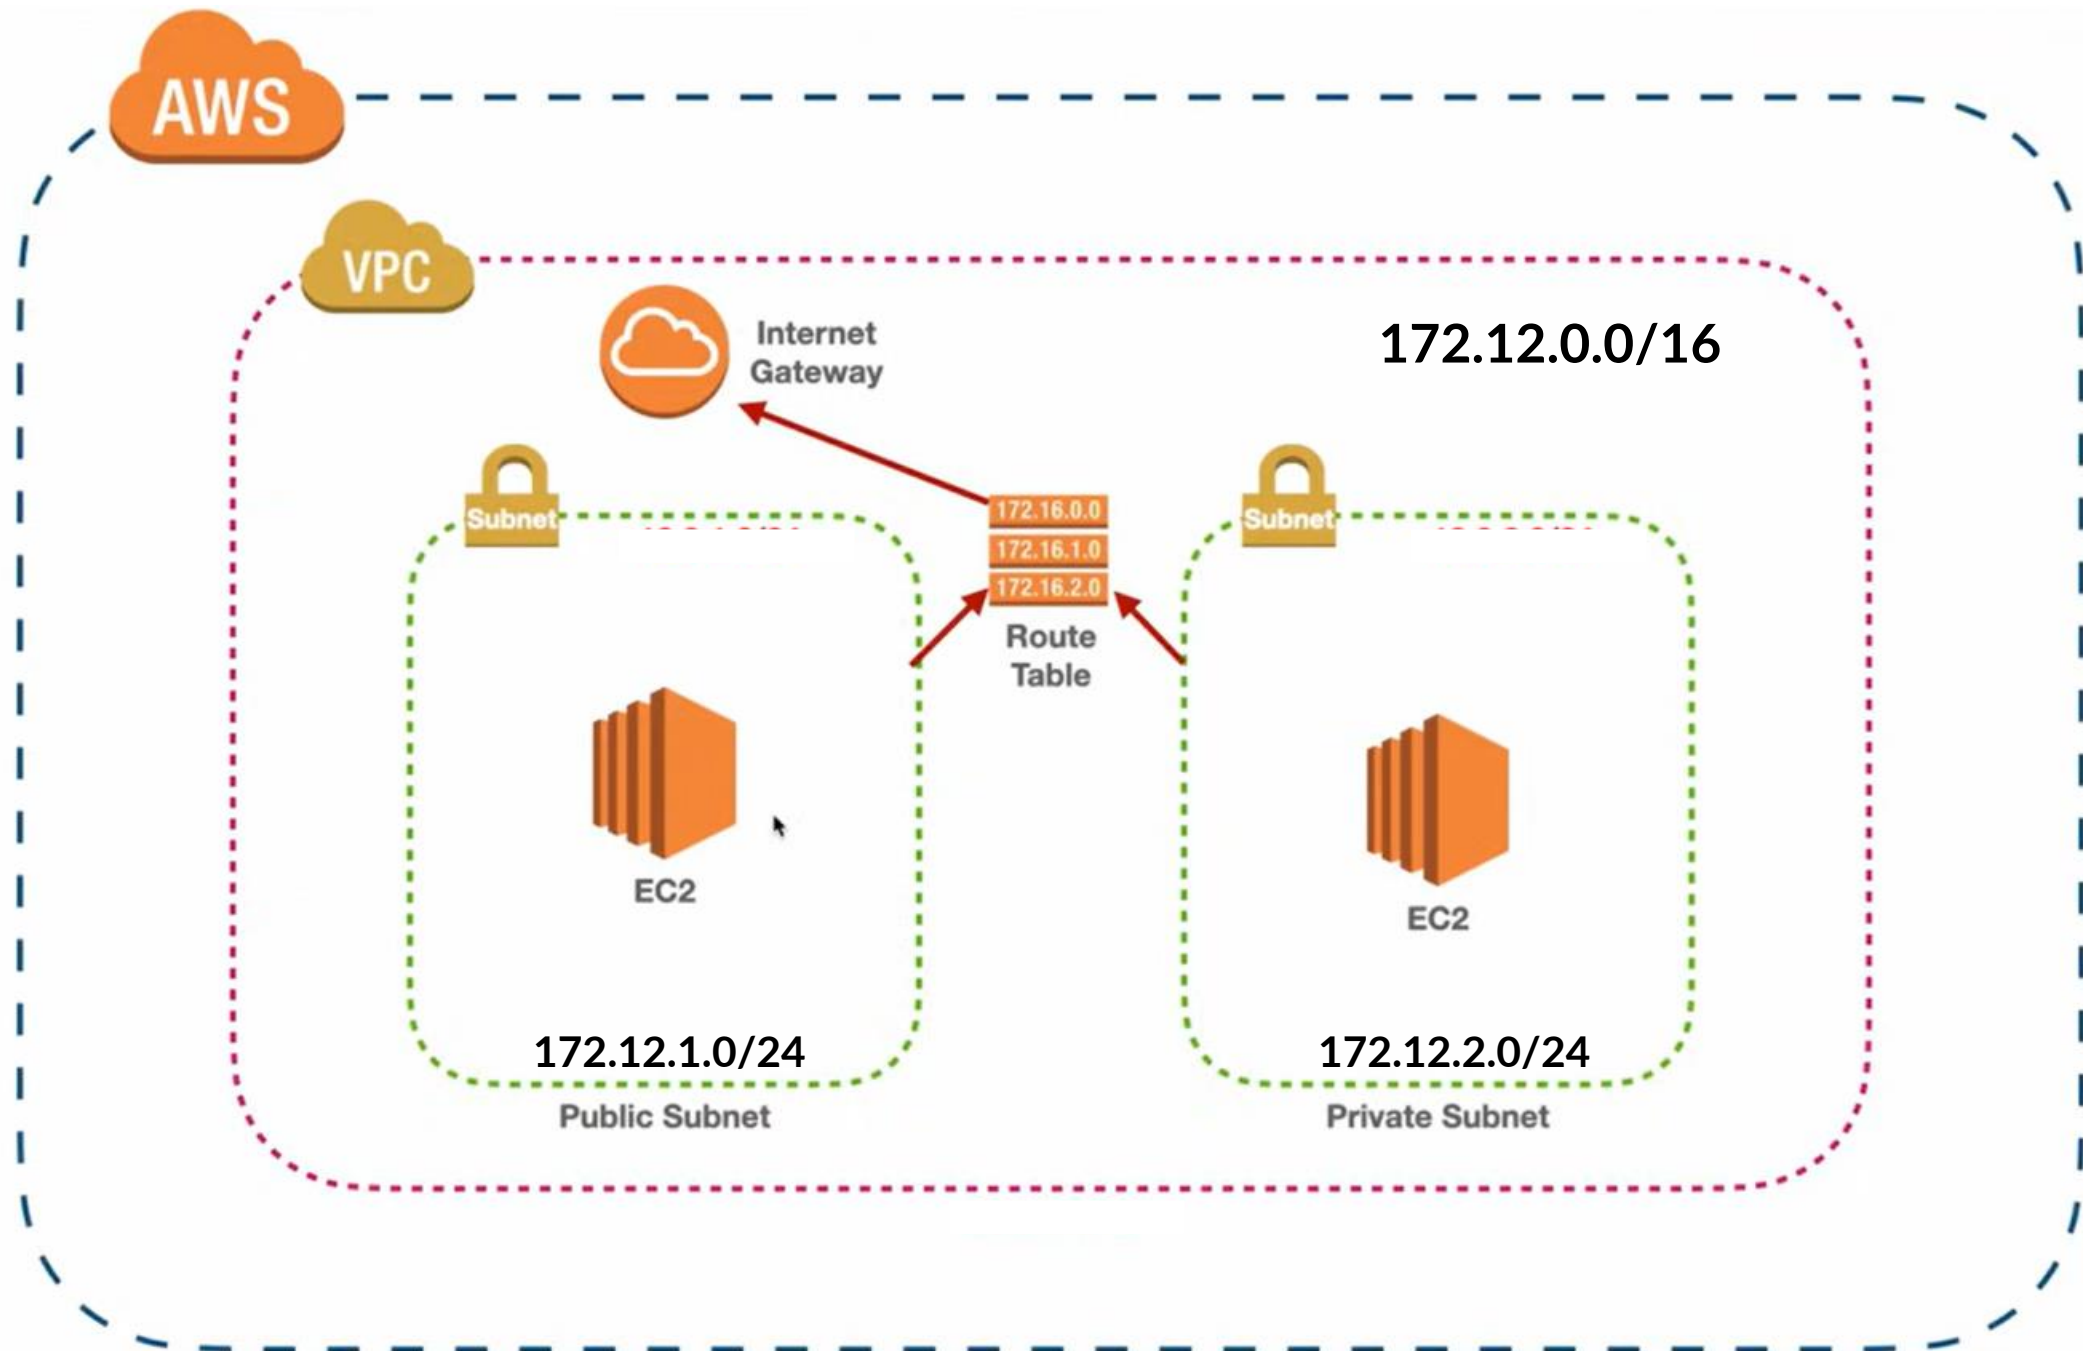 AWS
VPC
Internet
Gateway
172.12.0.0/16
Subnet
172.16.0.0
172.16.1.0
172.16.2.0
Route
Table
Subnet
EC2
EC2
172.12.1.0/24
172.12.2.0/24
Public Subnet
Private Subnet